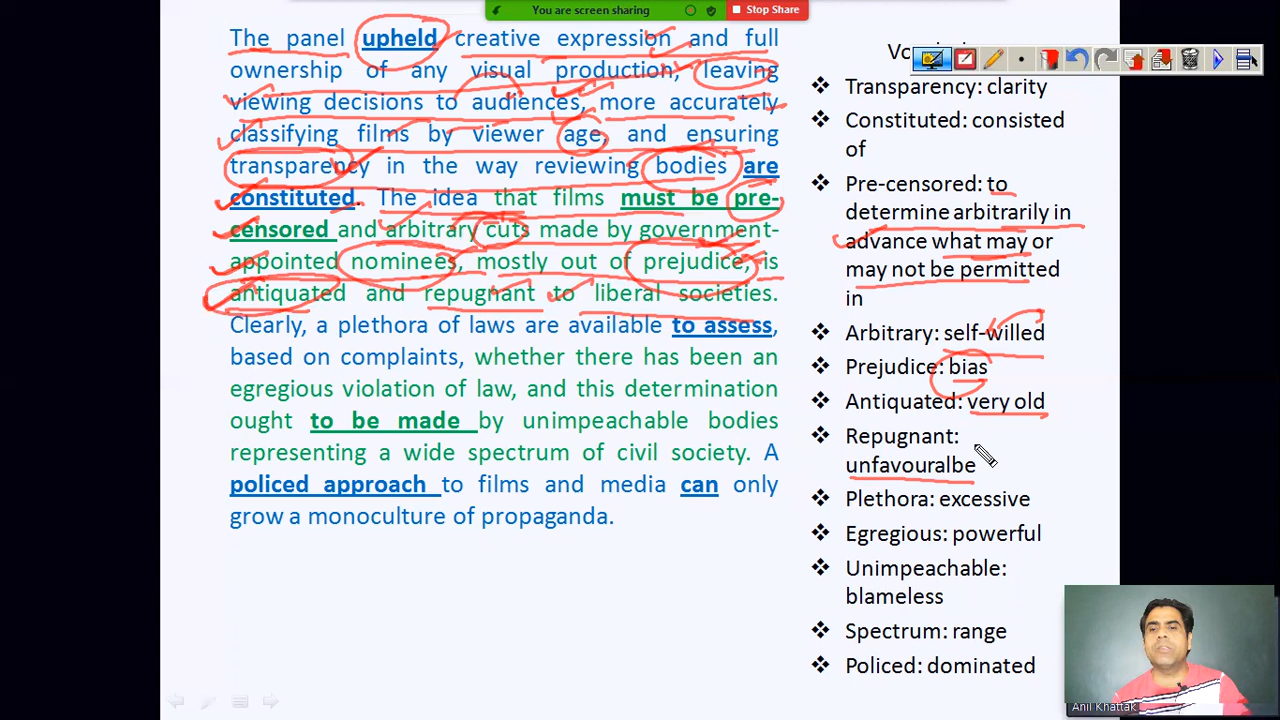 You are screen sharing
Stop Share
The panel upheld creative expression and full
ownership of any visual production, leaving
viewing decisions to audiences, more accurately
classifying films by viewer age, and ensuring
transparency in the way reviewing bodies are
constituted. The idea that films must be pre-
censored and arbitrary cuts made by government-
appointed nominees, mostly out of prejudice, is
antiquated and repugnant to liberal societies.
Clearly, a plethora of laws are available to assess,
based on complaints, whether there has been an
egregious violation of law, and this determination
ought to be made by unimpeachable bodies
representing a wide spectrum of civil society. A
policed approach to films and media can only
grow a monoculture of propaganda.
Transparency: clarity
Constituted: consisted
of
Pre-censored: to
determine arbitrarily in
advance what may or
may not be permitted
in
Arbitrary: self-willed
Prejudice: bias
Antiquated: very old
Repugnant:
unfavouralbe
Plethora: excessive
Egregious: powerful
Unimpeachable:
blameless
Spectrum: range
Policed: dominated
Anil Khattak